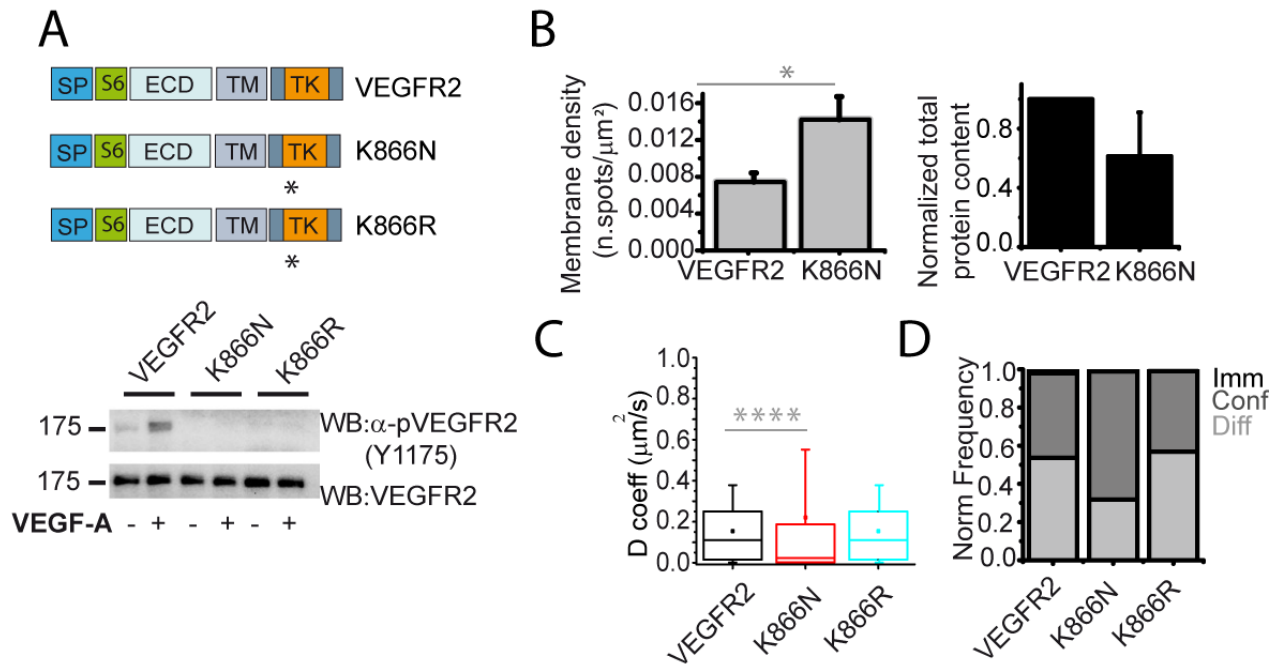 A
SP S6 ECD TM TK VEGFR2
SP S6 ECD TM TK K866N
*
SP S6 ECD TM TK K866R
*
VEGFR2 K866N K866R
175 WB:α-pVEGFR2
(Y1175)
175 WB:VEGFR2
VEGF-A - + - + - +
B
Membrane density
(n.spots/μm²)
0.016
0.012
0.008
0.004
0.000
*
VEGFR2 K866N
Normalized total
protein content
0.8
0.4
0.0
VEGFR2 K866N
C
D coeff (μm²/s)
1.0
0.8
0.6
0.4
0.2
0.0
****
VEGFR2 K866N K866R
D
Norm Frequency
1.0
0.8
0.6
0.4
0.2
0.0
Imm
Conf
Diff
VEGFR2 K866N K866R